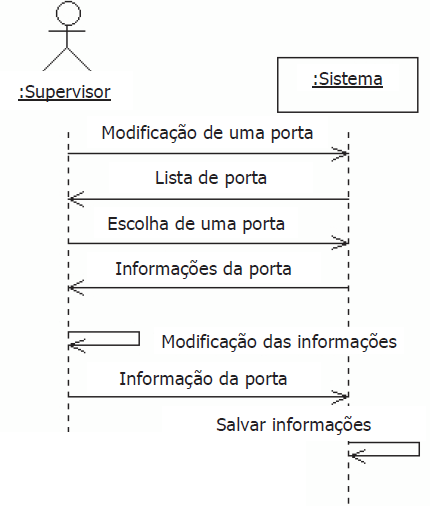 :Supervisor
:Sistema
Modificação de uma porta
Lista de porta
Escolha de uma porta
Informações da porta
Modificação das informações
Informação da porta
Salvar informações